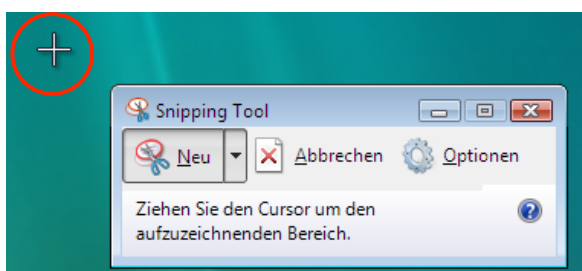 Snipping Tool
Neu Abbrechen Optionen
Ziehen Sie den Cursor um den
aufzuzeichnenden Bereich.